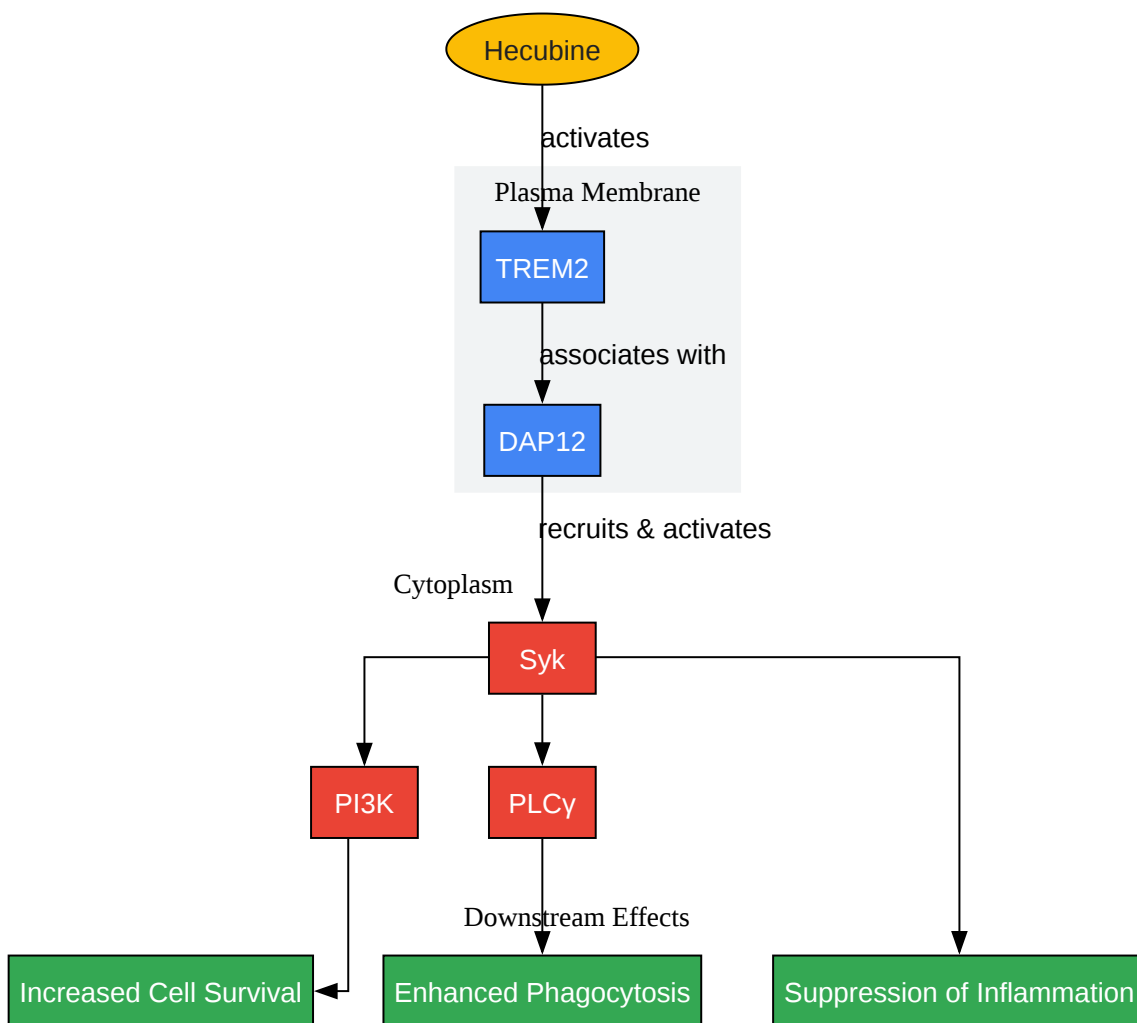 Hecubine
activates
Plasma Membrane
TREM2
associates with
DAP12
recruits & activates
Cytoplasm
Syk
PI3K
PLCγ
Downstream Effects
Increased Cell Survival
Enhanced Phagocytosis
Suppression of Inflammation